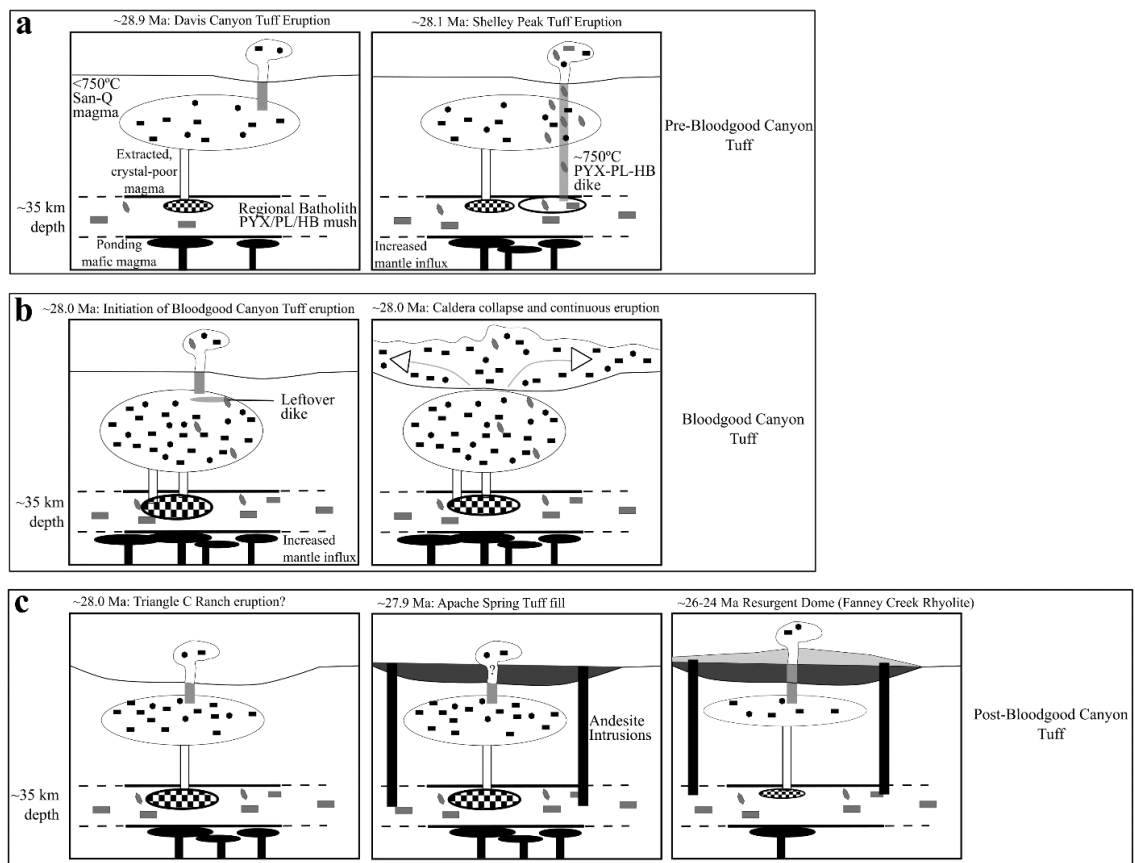 a
~28.9 Ma: Davis Canyon Tuff Eruption
~28.1 Ma: Shelley Peak Tuff Eruption
<750ºC
San-Q
magma
Extracted,
crystal-poor
magma
~35 km
depth
Regional Batholith
PYX/PL/HB mush
Ponding
mafic magma
~750ºC
PYX-PL-HB
dike
Increased
mantle influx
Pre-Bloodgood Canyon
Tuff
b
~28.0 Ma: Initiation of Bloodgood Canyon Tuff eruption
~28.0 Ma: Caldera collapse and continuous eruption
Leftover
dike
~35 km
depth
Increased
mantle influx
Bloodgood Canyon
Tuff
c
~28.0 Ma: Triangle C Ranch eruption?
~27.9 Ma: Apache Spring Tuff fill
~26-24 Ma Resurgent Dome (Fanney Creek Rhyolite)
?
Andesite
Intrusions
~35 km
depth
Post-Bloodgood Canyon
Tuff